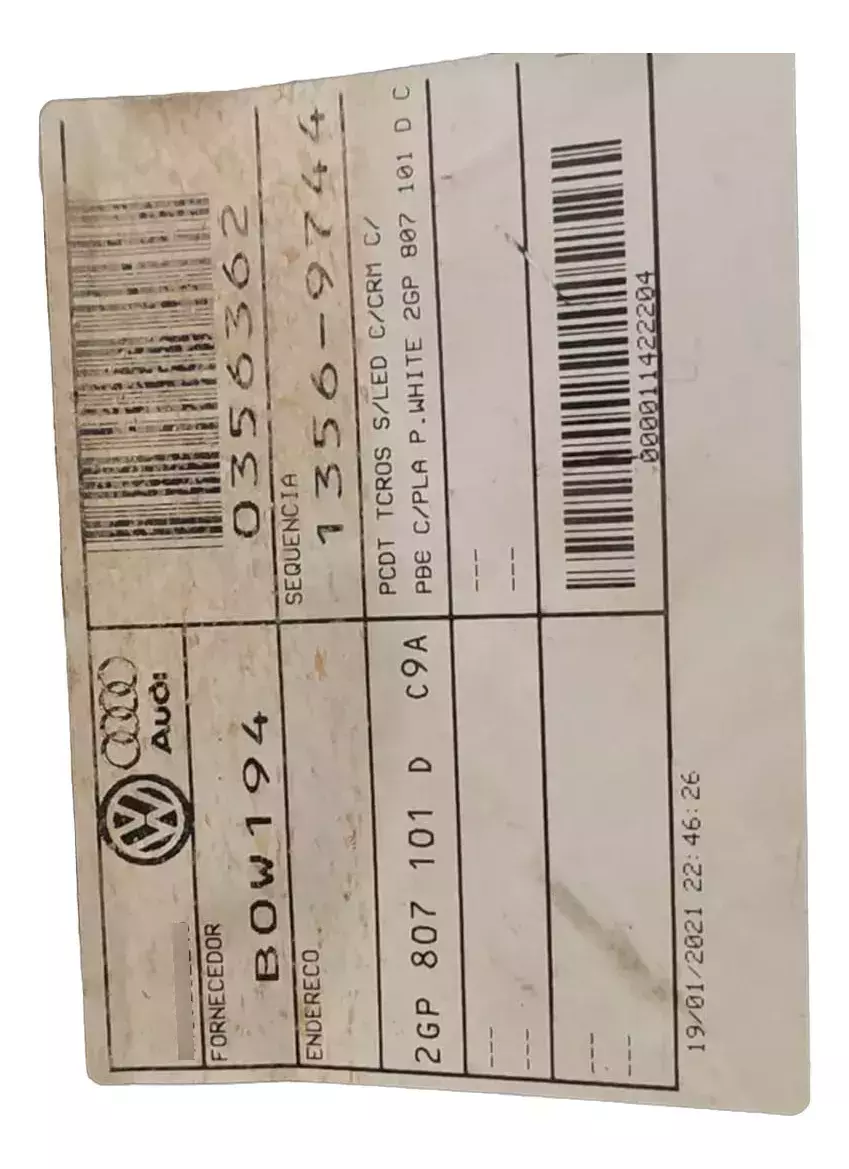 Audi
0356362
FORNECEDOR
BOW194
SEQUENCIA
1356-9744
ENDERECO
2GP 807 101 D C9A
PCDT TCROS S/LED C/CRM C/
PBE C/PLA P.WHITE 2GP 807 101 D C
---
---
---
---
---
---
000011422204
19/01/2021 22:46:26